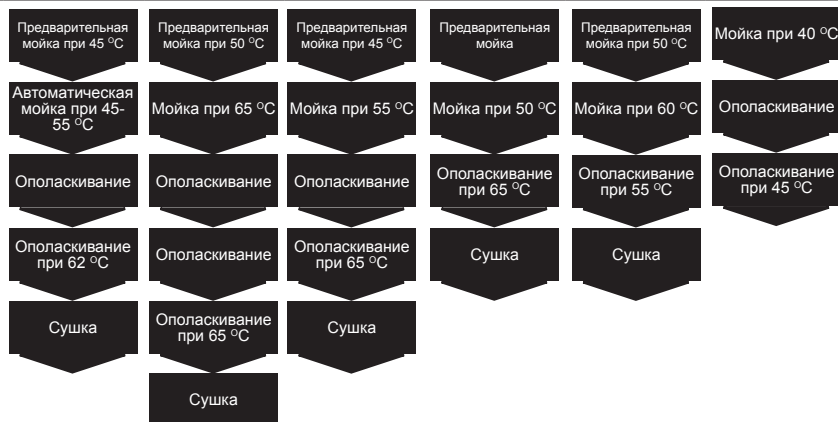 Предварительная
мойка при 45 °C
Автоматическая
мойка при 45-
55 °C
Ополаскивание
Ополаскивание
при 62 °C
Сушка
Предварительная
мойка при 50 °C
Мойка при 65 °C
Ополаскивание
Ополаскивание
Ополаскивание
при 65 °C
Сушка
Предварительная
мойка при 45 °C
Мойка при 55 °C
Ополаскивание
Ополаскивание
при 65 °C
Сушка
Предварительная
мойка
Мойка при 50 °C
Ополаскивание
при 65 °C
Сушка
Предварительная
мойка при 50 °C
Мойка при 60 °C
Ополаскивание
при 55 °C
Сушка
Мойка при 40 °C
Ополаскивание
Ополаскивание
при 45 °C